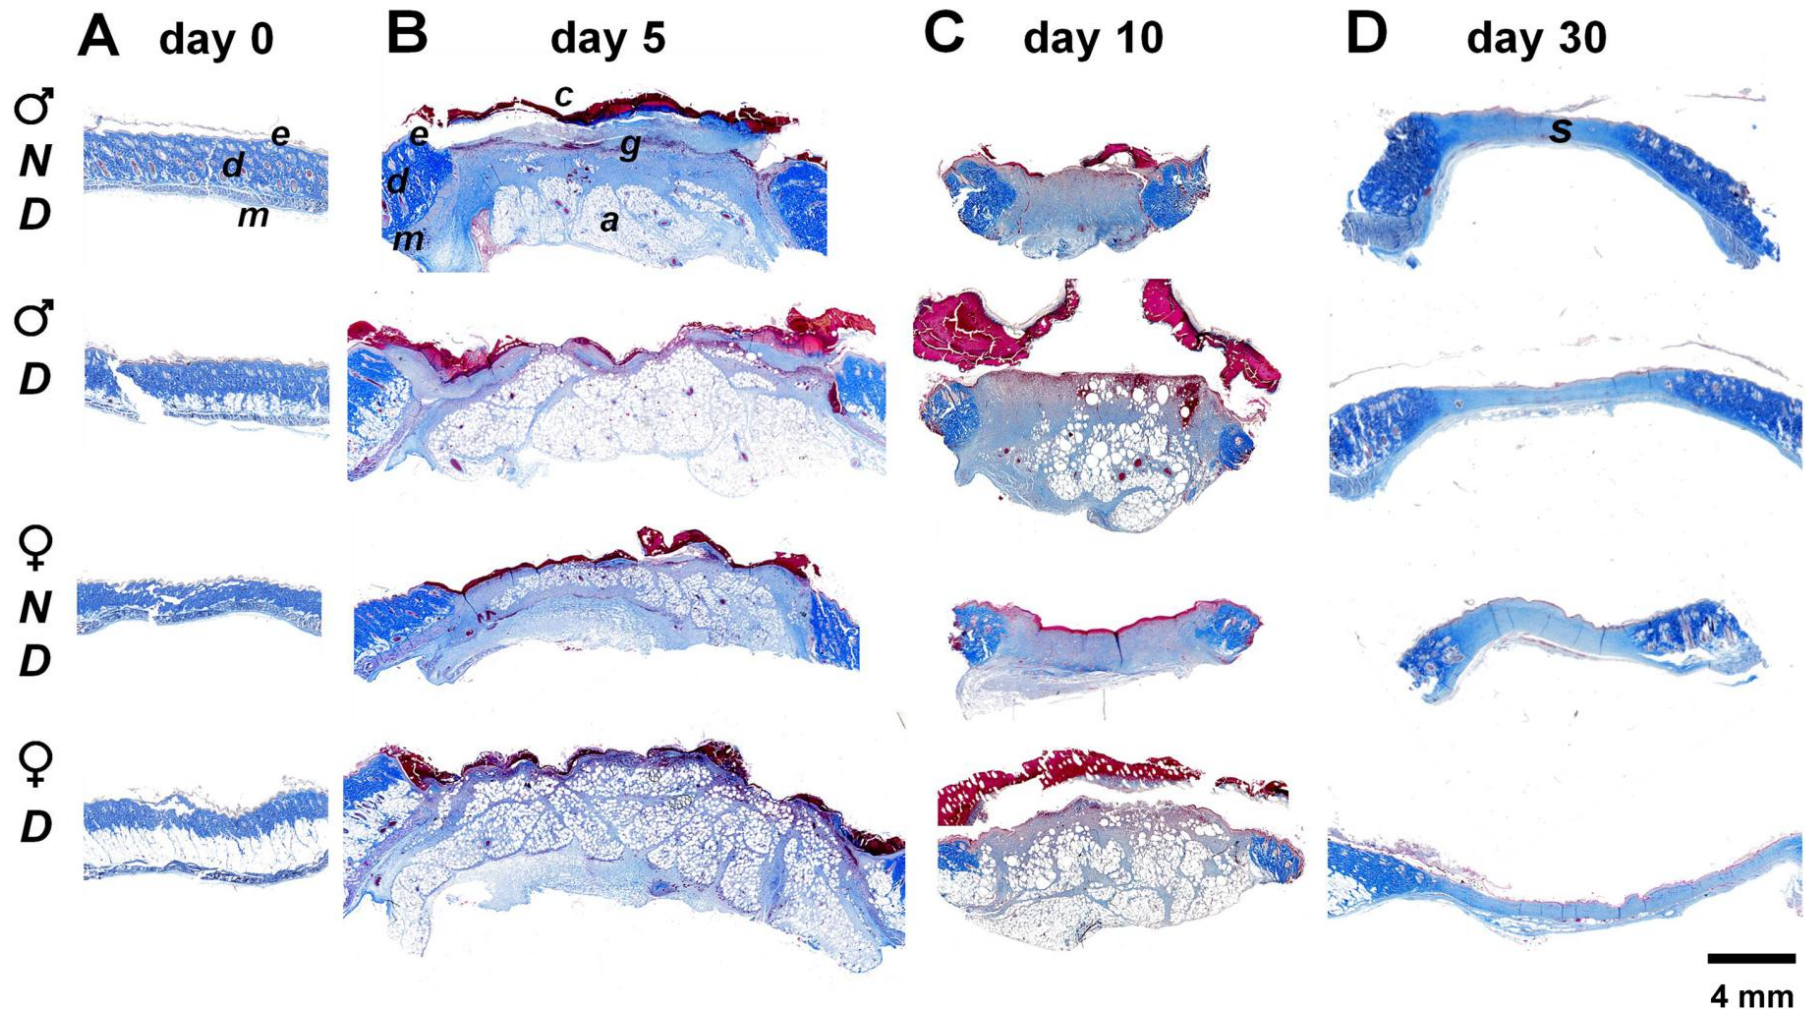 A day 0 B day 5 C day 10 D day 30
♂ N D
e d m
e d m c g a
s
♂ D
♀ N D
♀ D
4 mm